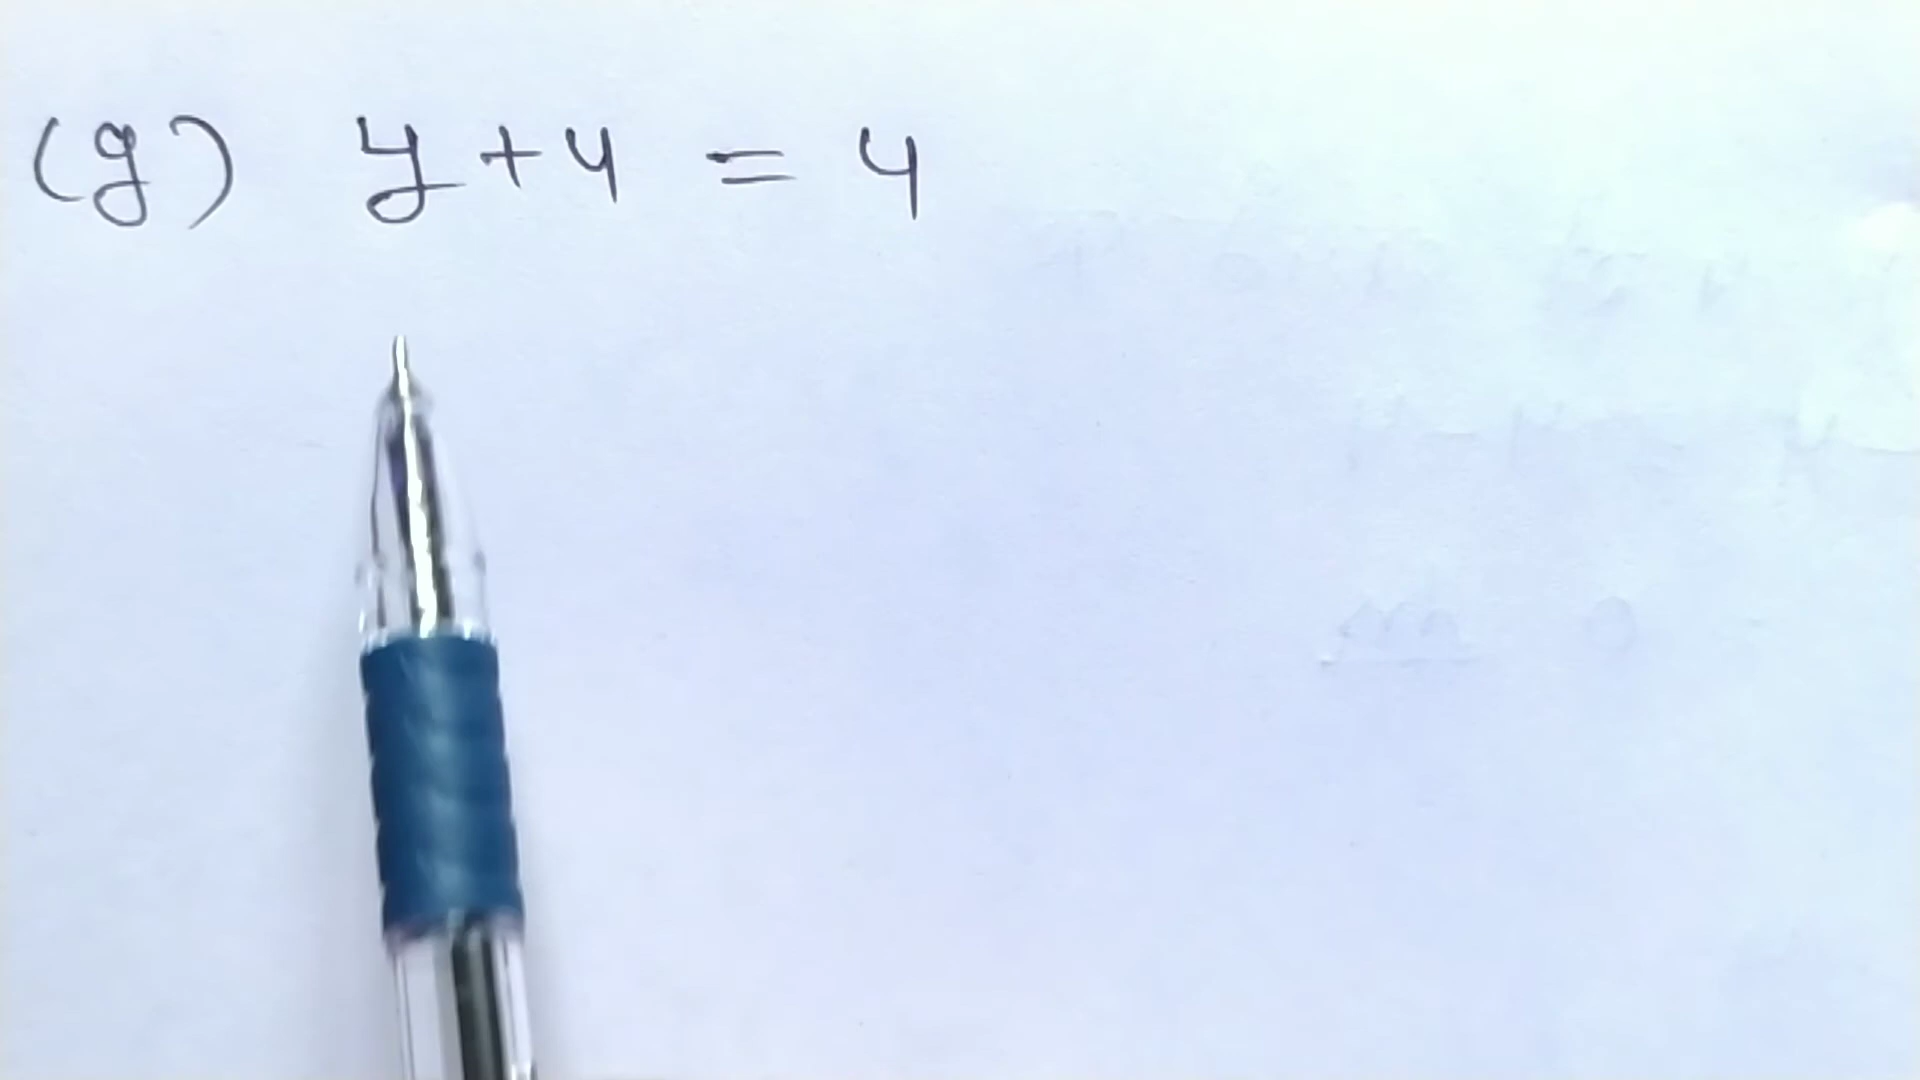 (g) y + 4 = 4